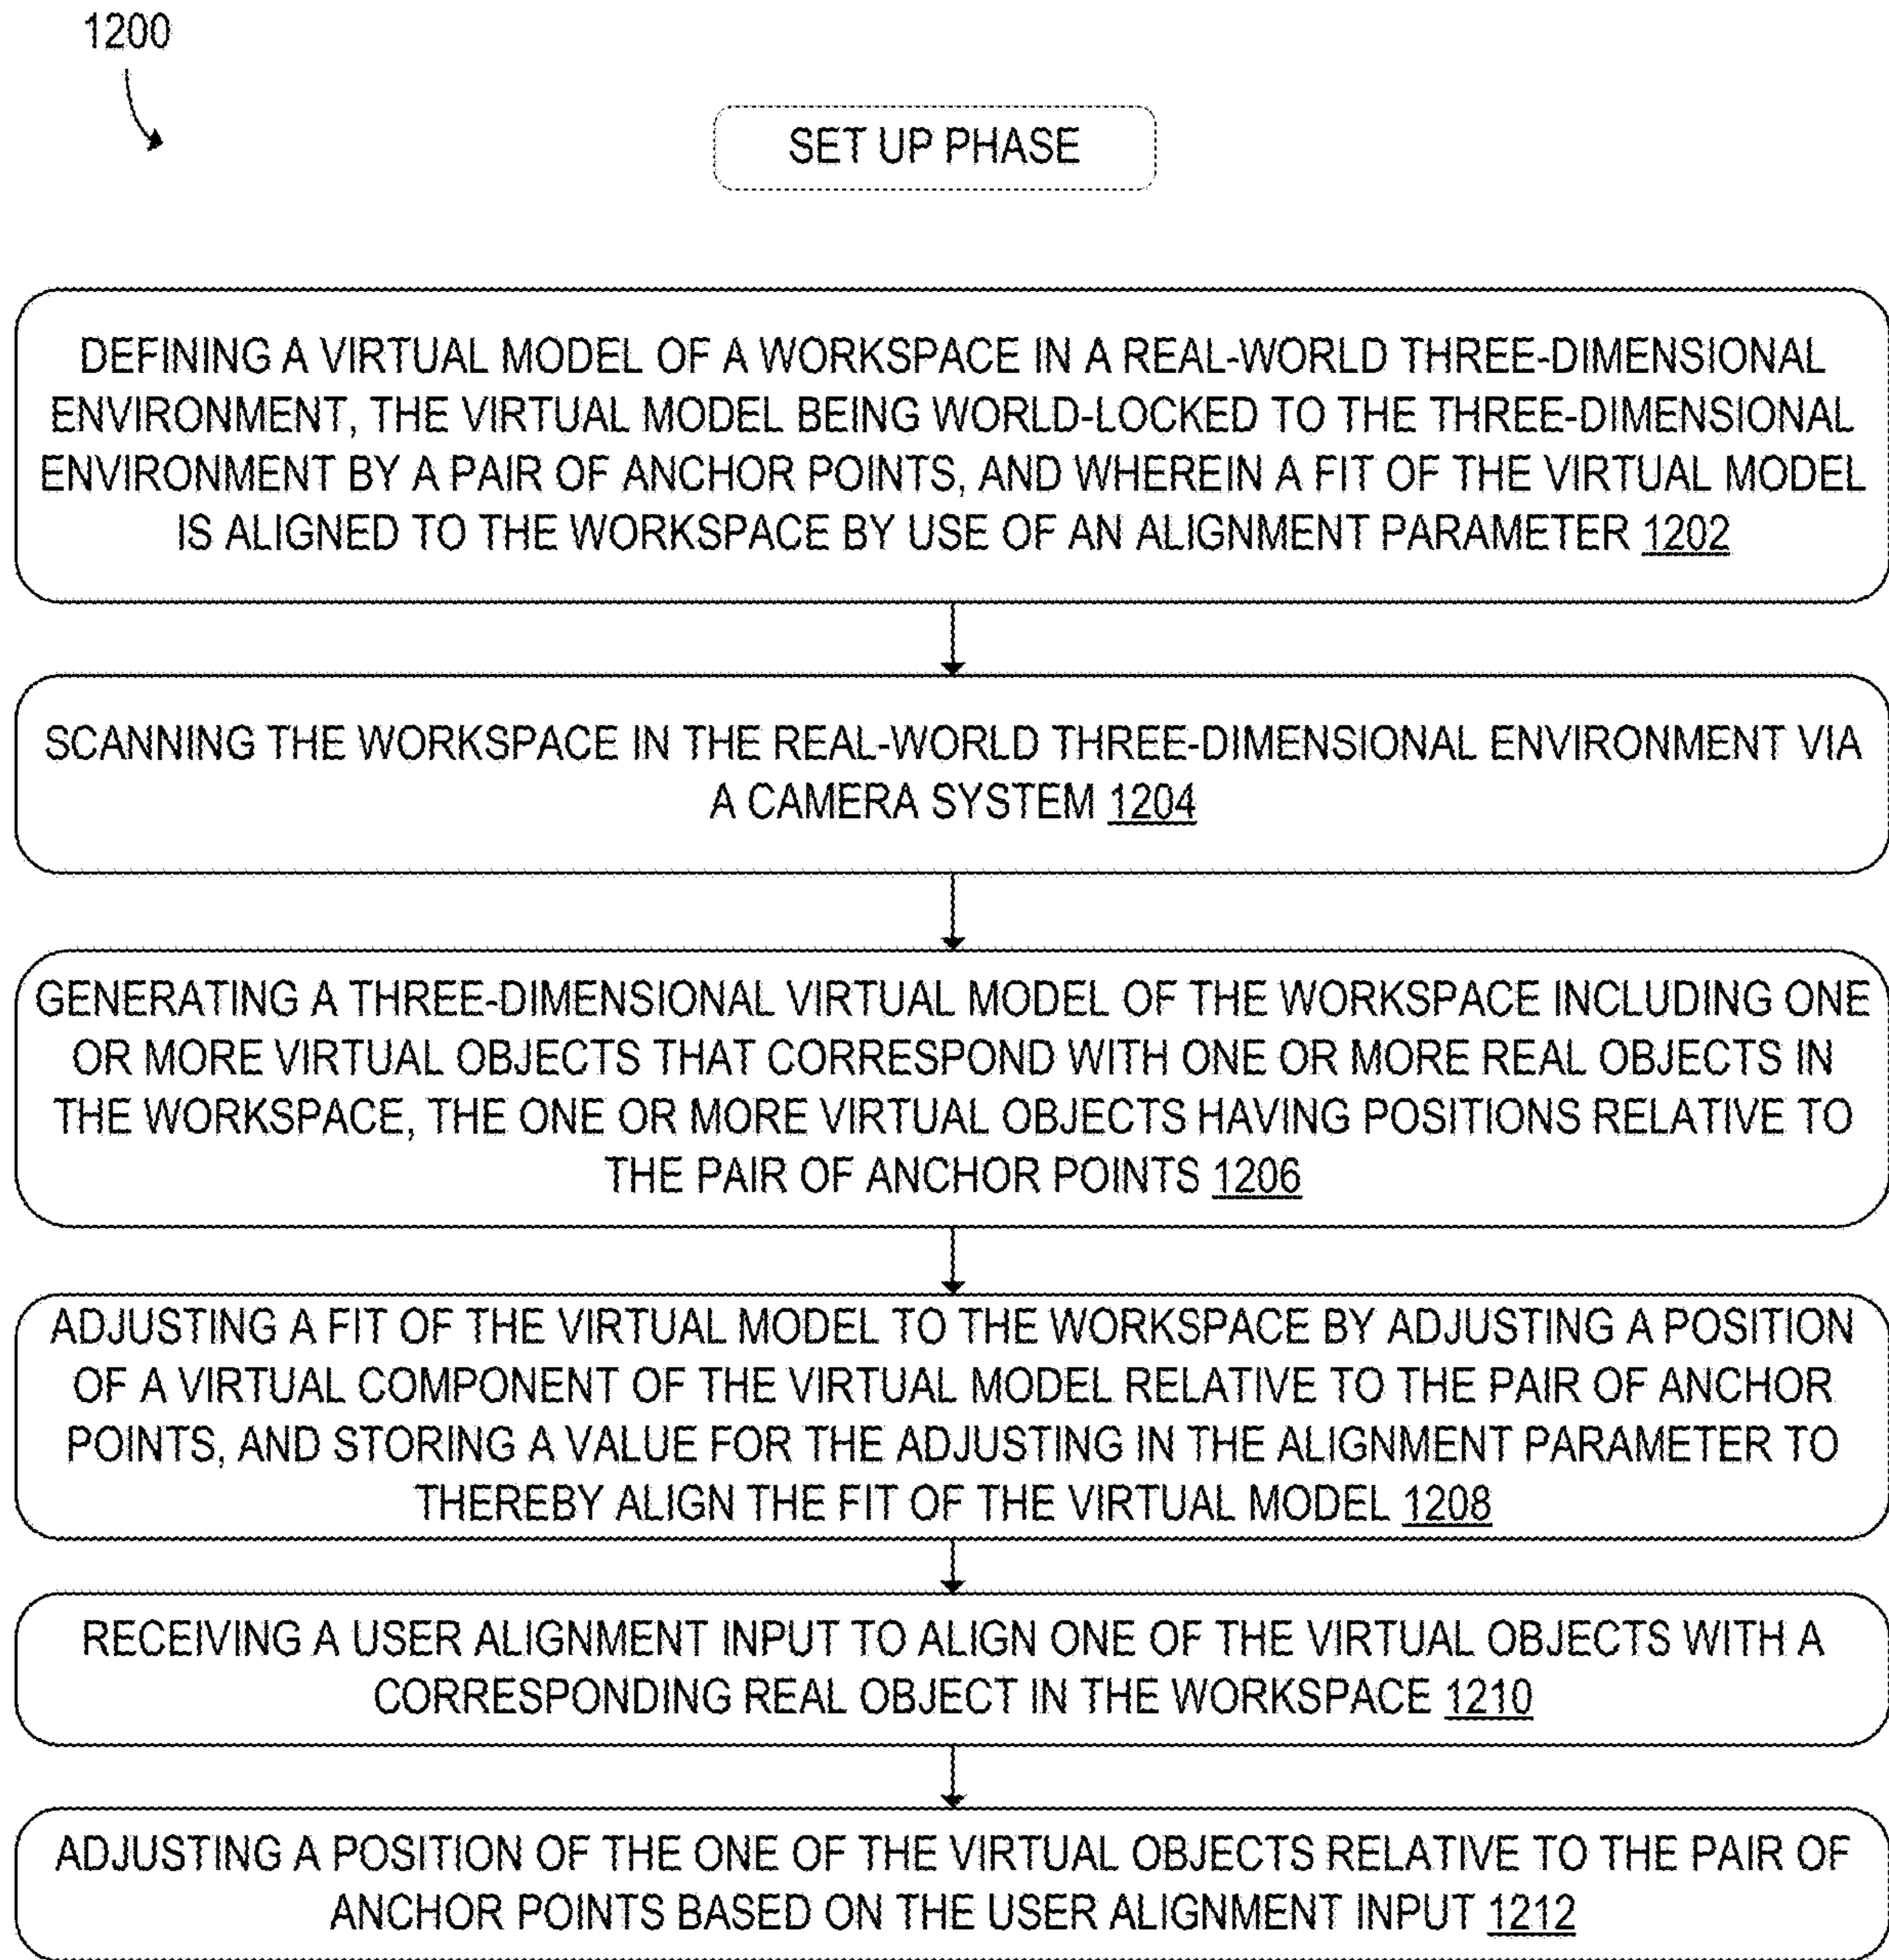 1200
SET UP PHASE
DEFINING A VIRTUAL MODEL OF A WORKSPACE IN A REAL-WORLD THREE-DIMENSIONAL
ENVIRONMENT, THE VIRTUAL MODEL BEING WORLD-LOCKED TO THE THREE-DIMENSIONAL
ENVIRONMENT BY A PAIR OF ANCHOR POINTS, AND WHEREIN A FIT OF THE VIRTUAL MODEL
IS ALIGNED TO THE WORKSPACE BY USE OF AN ALIGNMENT PARAMETER 1202
SCANNING THE WORKSPACE IN THE REAL-WORLD THREE-DIMENSIONAL ENVIRONMENT VIA
A CAMERA SYSTEM 1204
GENERATING A THREE-DIMENSIONAL VIRTUAL MODEL OF THE WORKSPACE INCLUDING ONE
OR MORE VIRTUAL OBJECTS THAT CORRESPOND WITH ONE OR MORE REAL OBJECTS IN
THE WORKSPACE, THE ONE OR MORE VIRTUAL OBJECTS HAVING POSITIONS RELATIVE TO
THE PAIR OF ANCHOR POINTS 1206
ADJUSTING A FIT OF THE VIRTUAL MODEL TO THE WORKSPACE BY ADJUSTING A POSITION
OF A VIRTUAL COMPONENT OF THE VIRTUAL MODEL RELATIVE TO THE PAIR OF ANCHOR
POINTS, AND STORING A VALUE FOR THE ADJUSTING IN THE ALIGNMENT PARAMETER TO
THEREBY ALIGN THE FIT OF THE VIRTUAL MODEL 1208
RECEIVING A USER ALIGNMENT INPUT TO ALIGN ONE OF THE VIRTUAL OBJECTS WITH A
CORRESPONDING REAL OBJECT IN THE WORKSPACE 1210
ADJUSTING A POSITION OF THE ONE OF THE VIRTUAL OBJECTS RELATIVE TO THE PAIR OF
ANCHOR POINTS BASED ON THE USER ALIGNMENT INPUT 1212